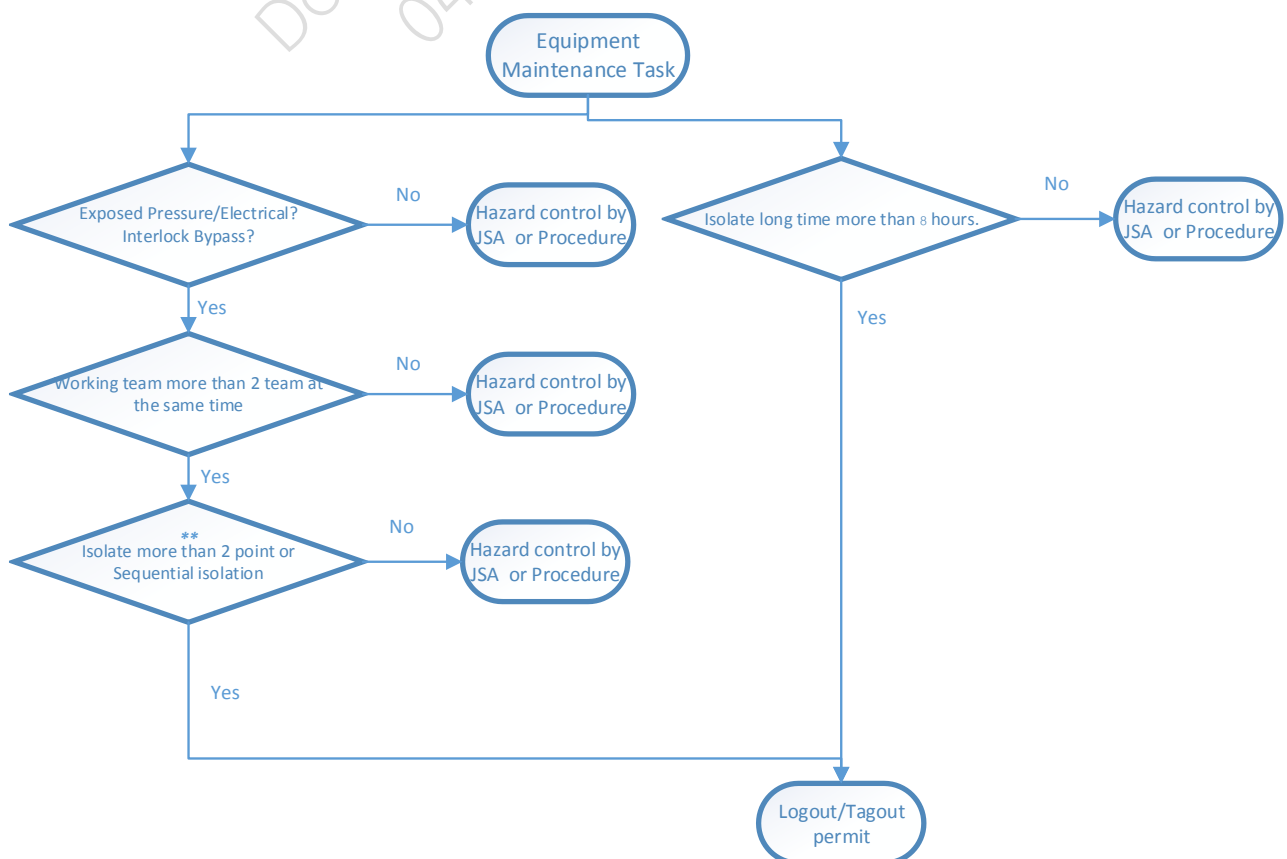 Equipment
Maintenance Task
Exposed Pressure/Electrical?
Interlock Bypass?
No
Hazard control by
JSA or Procedure
Isolate long time more than 8 hours.
No
Hazard control by
JSA or Procedure
Yes
Yes
Working team more than 2 team at
the same time
No
Hazard control by
JSA or Procedure
Yes
**
Isolate more than 2 point or
Sequential isolation
No
Hazard control by
JSA or Procedure
Yes
Logout/Tagout
permit